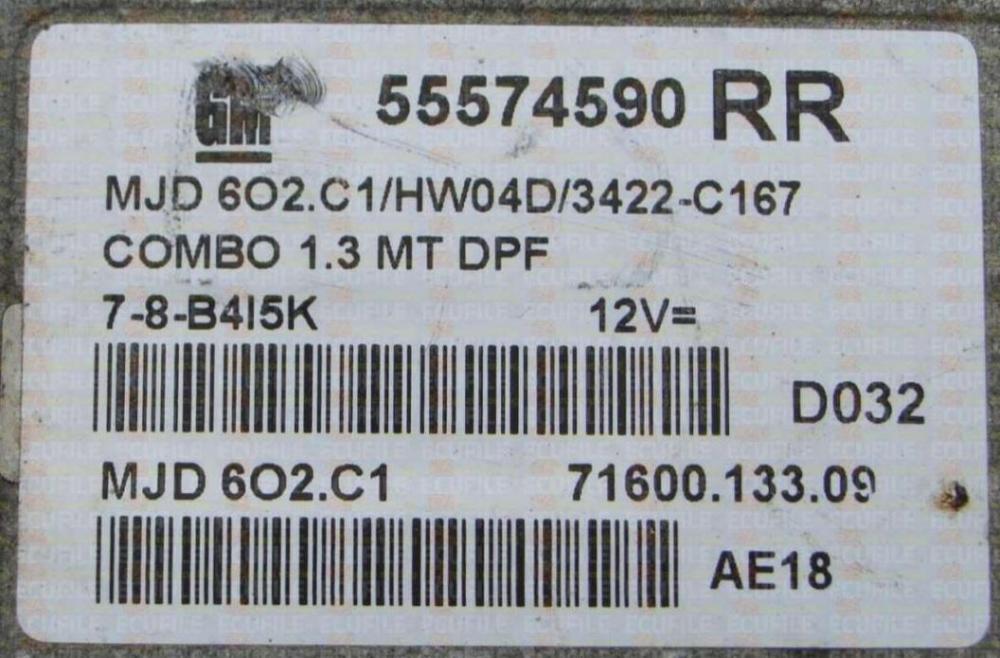 GM 55574590 RR
MJD 6O2.C1/HW04D/3422-C167
COMBO 1.3 MT DPF
7-8-B4I5K 12V=
D032
MJD 6O2.C1 71600.133.09
AE18